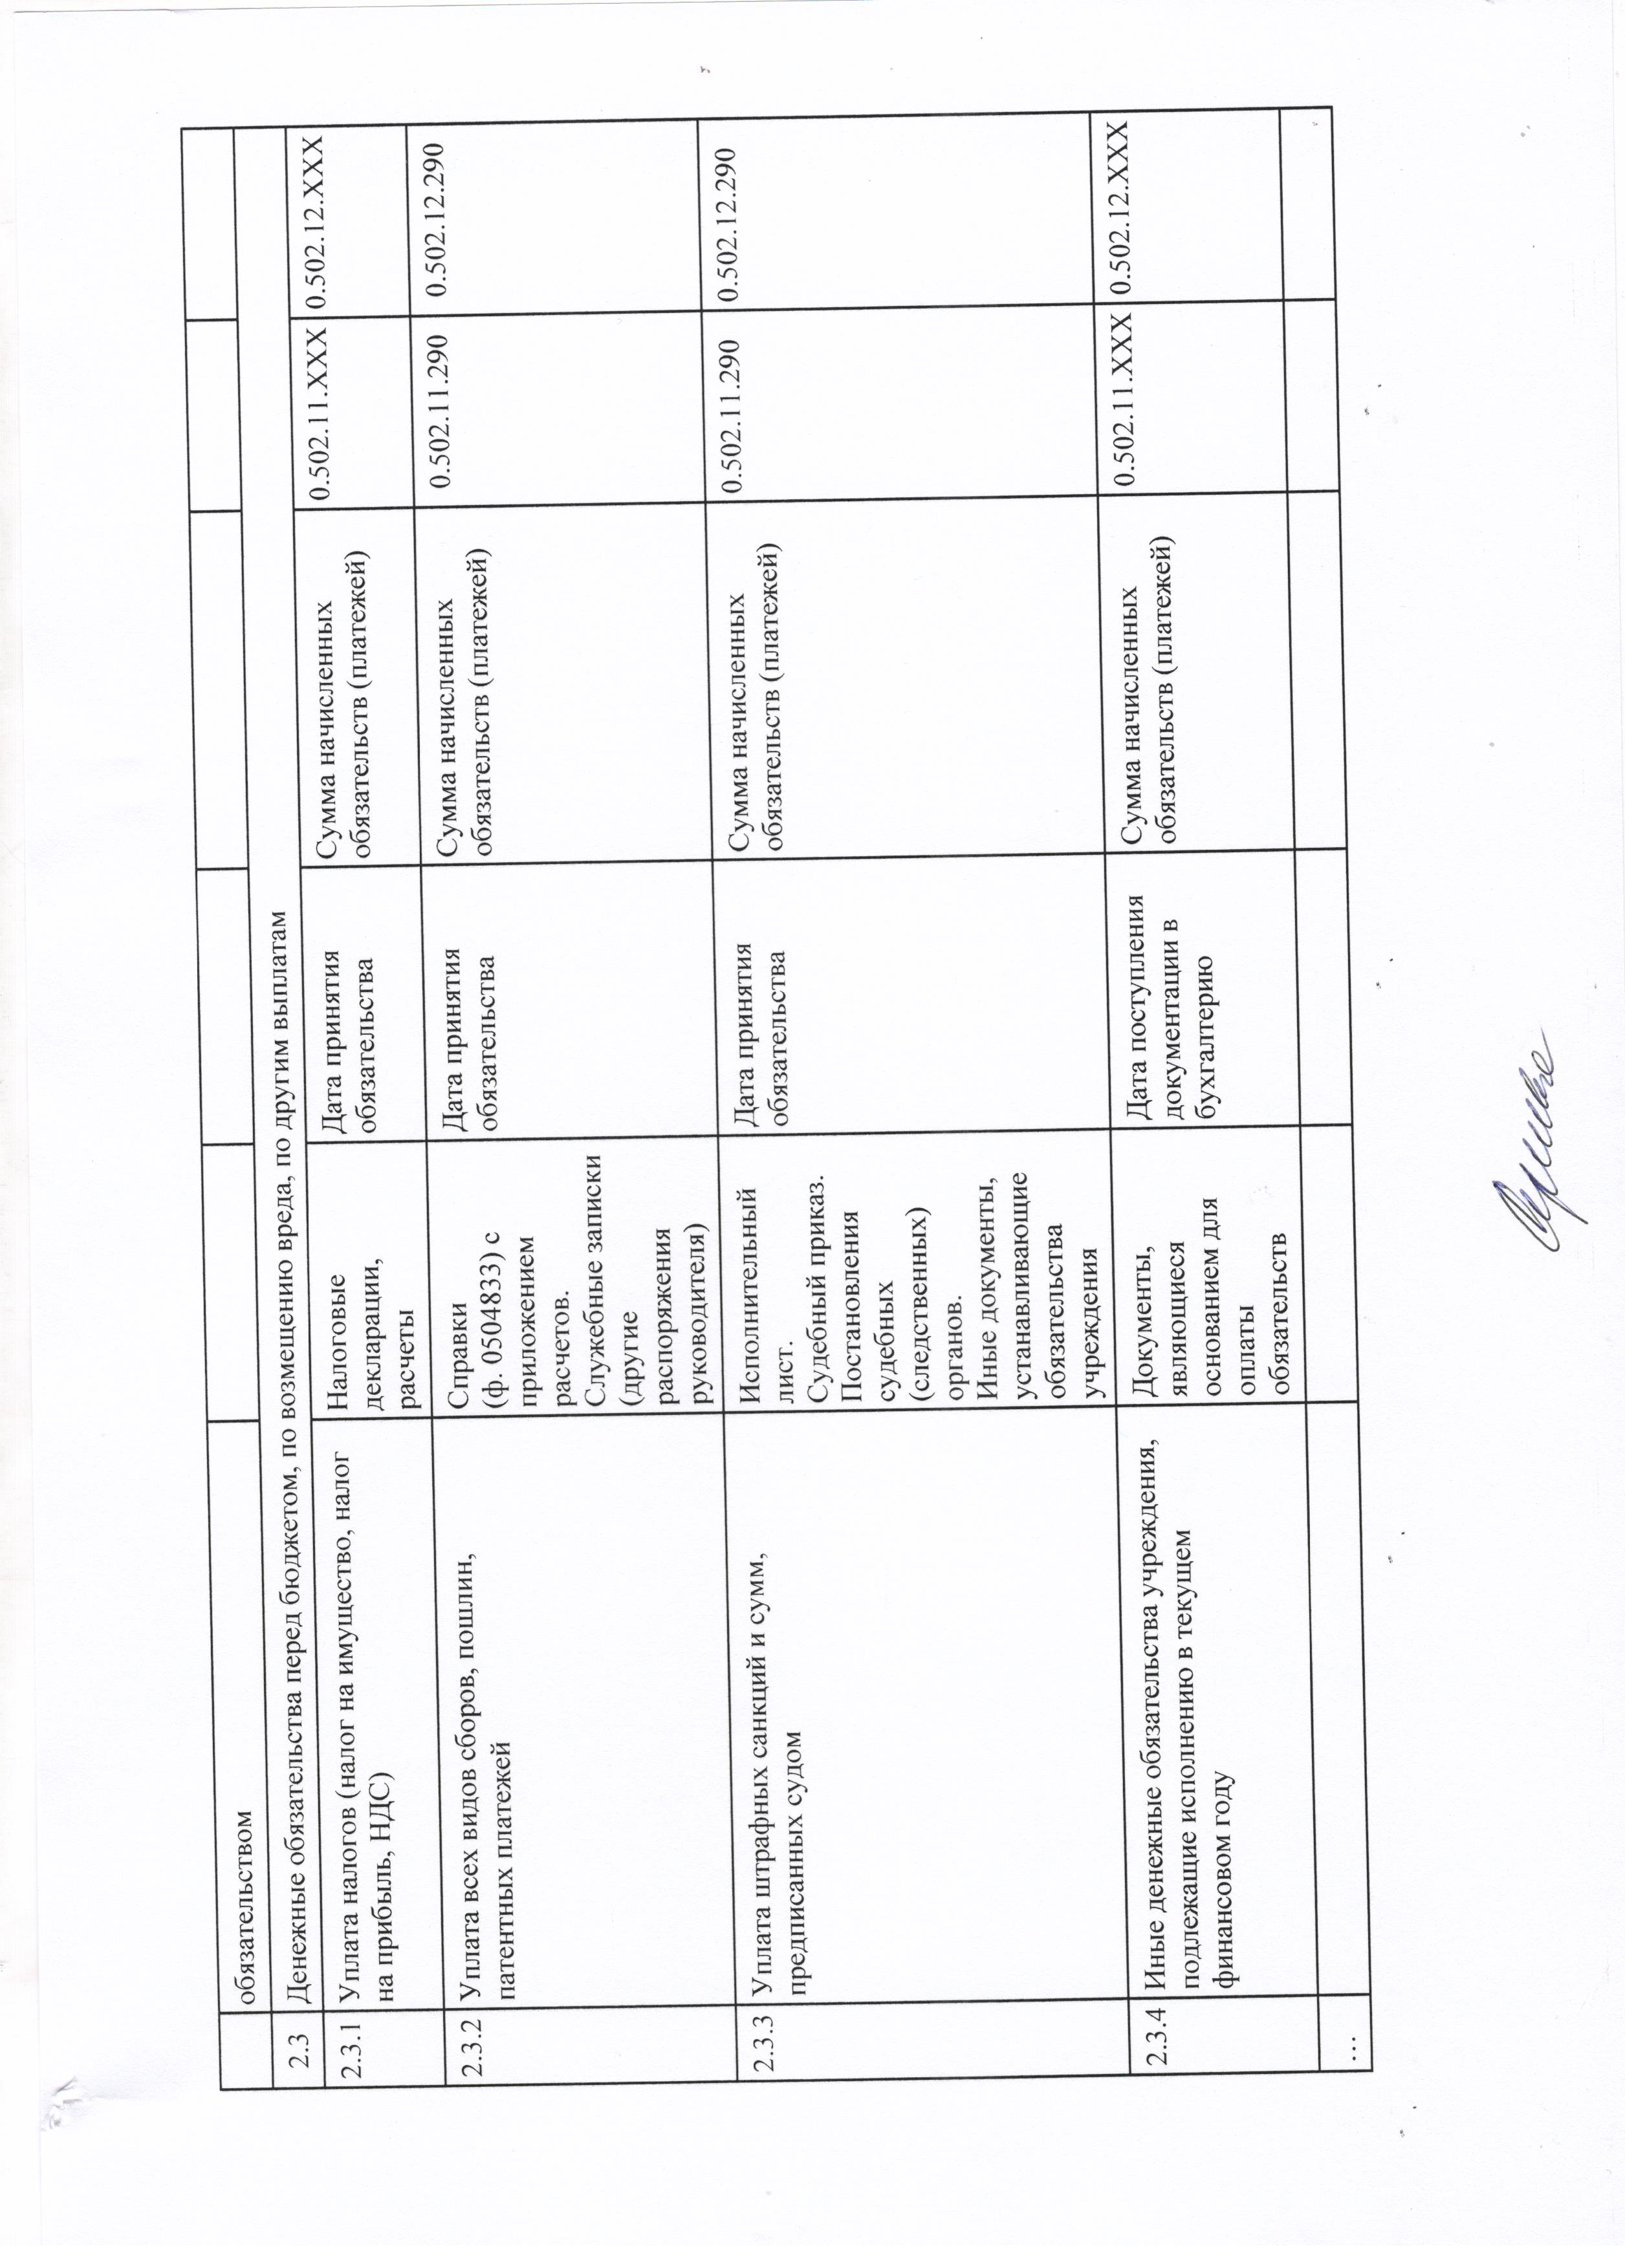 обязательством
2.3 Денежные обязательства перед бюджетом, по возмещению вреда, по другим выплатам
2.3.1
Уплата налогов (налог на имущество, налог
на прибыль, НДС)
Налоговые
декларации,
расчеты
Дата принятия
обязательства
Сумма начисленных
обязательств (платежей)
0.502.11.XXX
0.502.12.XXX
2.3.2
Уплата всех видов сборов, пошлин,
патентных платежей
Справки
(ф. 0504833) с
приложением
расчетов.
Служебные записки
(другие
распоряжения
руководителя)
Дата принятия
обязательства
Сумма начисленных
обязательств (платежей)
0.502.11.290
0.502.12.290
2.3.3
Уплата штрафных санкций и сумм,
предписанных судом
Исполнительный
лист.
Судебный приказ.
Постановления
судебных
(следственных)
органов.
Иные документы,
устанавливающие
обязательства
учреждения
Дата принятия
обязательства
Сумма начисленных
обязательств (платежей)
0.502.11.290
0.502.12.290
2.3.4
Иные денежные обязательства учреждения,
подлежащие исполнению в текущем
финансовом году
Документы,
являющиеся
основанием для
оплаты
обязательств
Дата поступления
документации в
бухгалтерию
Сумма начисленных
обязательств (платежей)
0.502.11.XXX
0.502.12.XXX
…